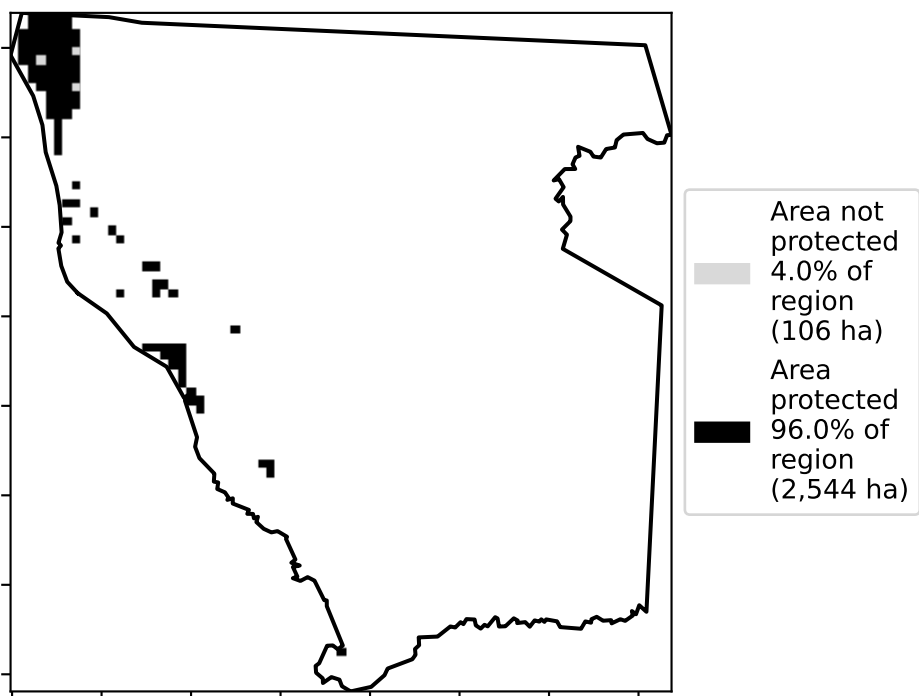 Area not
protected
4.0% of
region
(106 ha)
Area
protected
96.0% of
region
(2,544 ha)